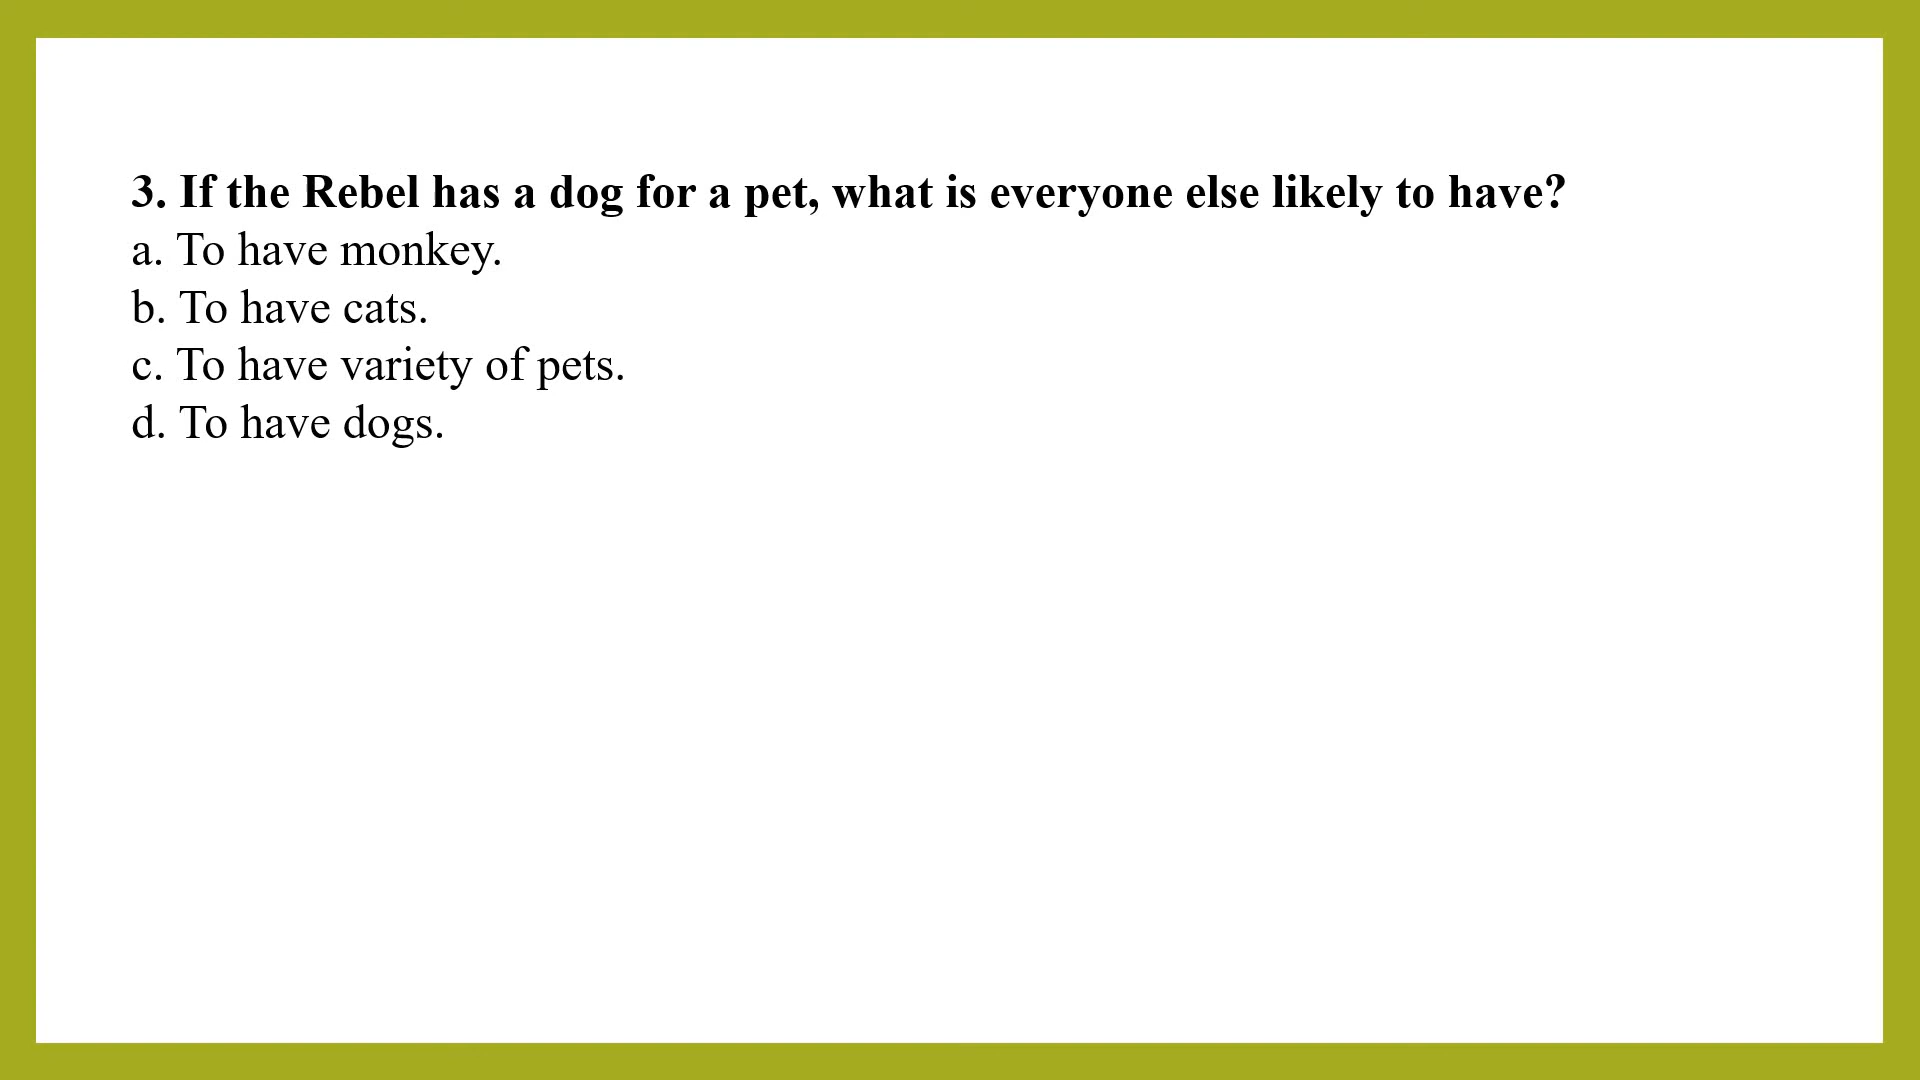 3. If the Rebel has a dog for a pet, what is everyone else likely to have?
a. To have monkey.
b. To have cats.
c. To have variety of pets.
d. To have dogs.